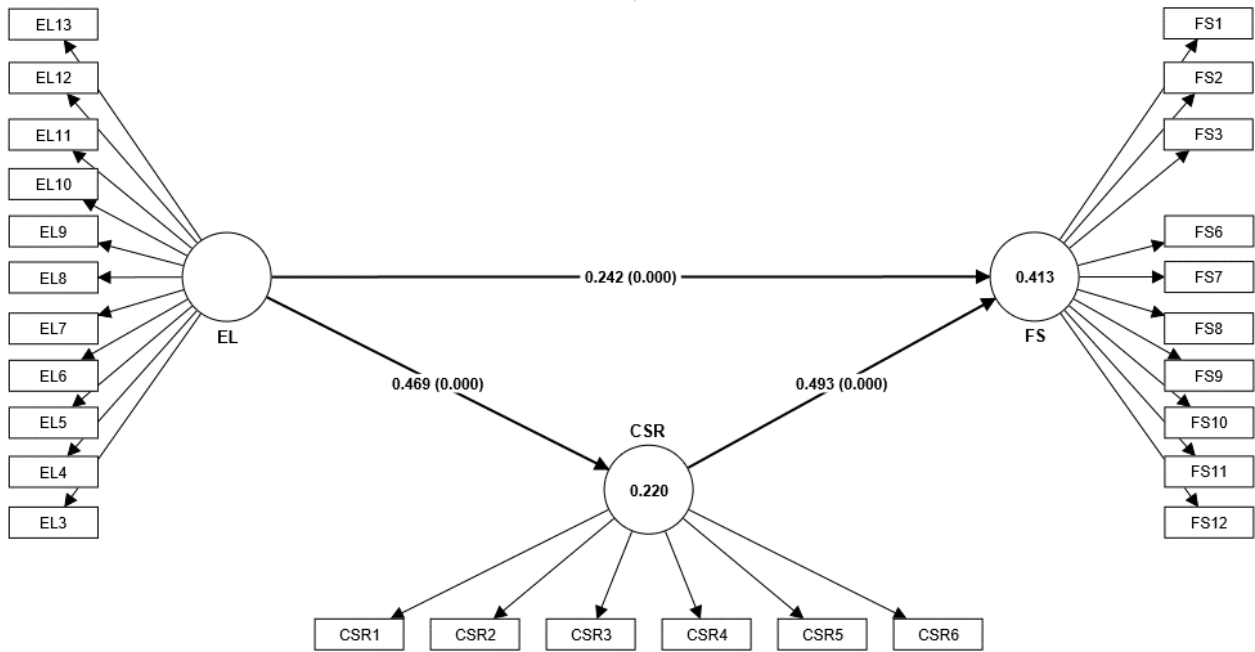 EL13
EL12
EL11
EL10
EL9
EL8
EL7
EL6
EL5
EL4
EL3
EL
0.242 (0.000)
0.469 (0.000)
0.493 (0.000)
CSR
0.220
CSR1 CSR2 CSR3 CSR4 CSR5 CSR6
0.413
FS
FS1
FS2
FS3
FS6
FS7
FS8
FS9
FS10
FS11
FS12